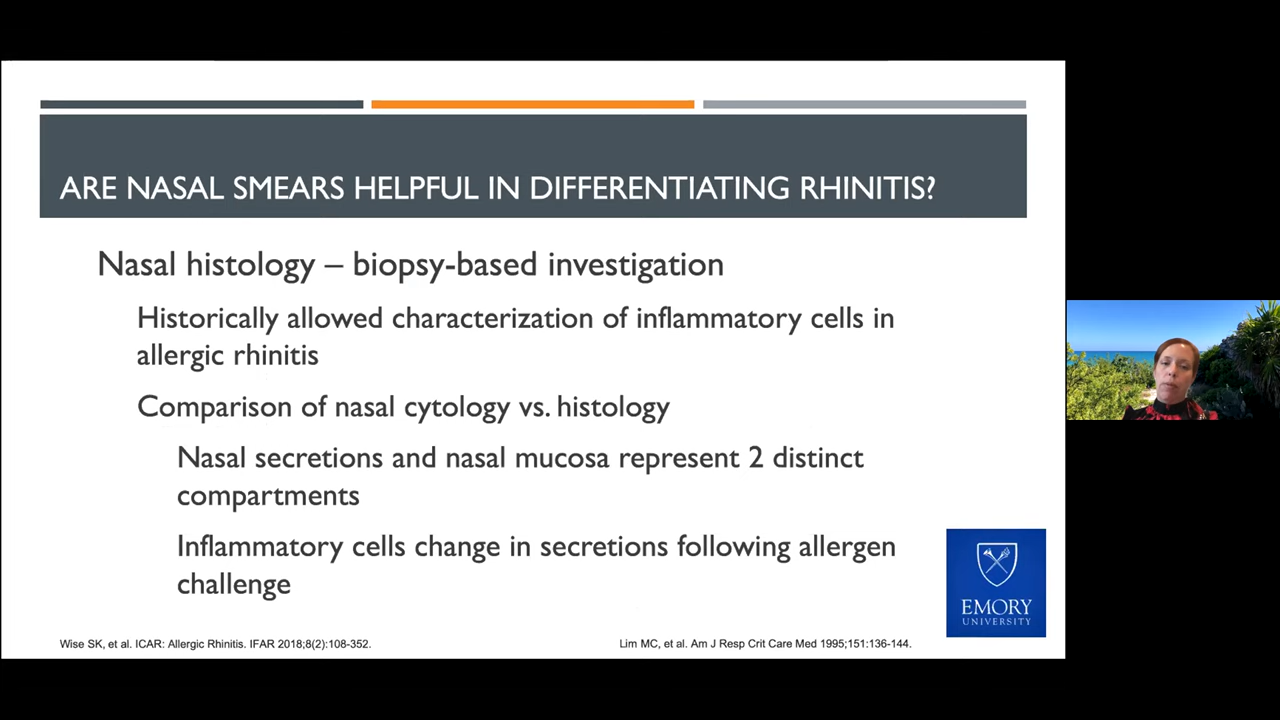 ARE NASAL SMEARS HELPFUL IN DIFFERENTIATING RHINITIS?
Nasal histology – biopsy-based investigation
Historically allowed characterization of inflammatory cells in
allergic rhinitis
Comparison of nasal cytology vs. histology
Nasal secretions and nasal mucosa represent 2 distinct
compartments
Inflammatory cells change in secretions following allergen
challenge
EMORY
UNIVERSITY
Wise SK, et al. ICAR: Allergic Rhinitis. IFAR 2018;8(2):108-352.
Lim MC, et al. Am J Resp Crit Care Med 1995;151:136-144.